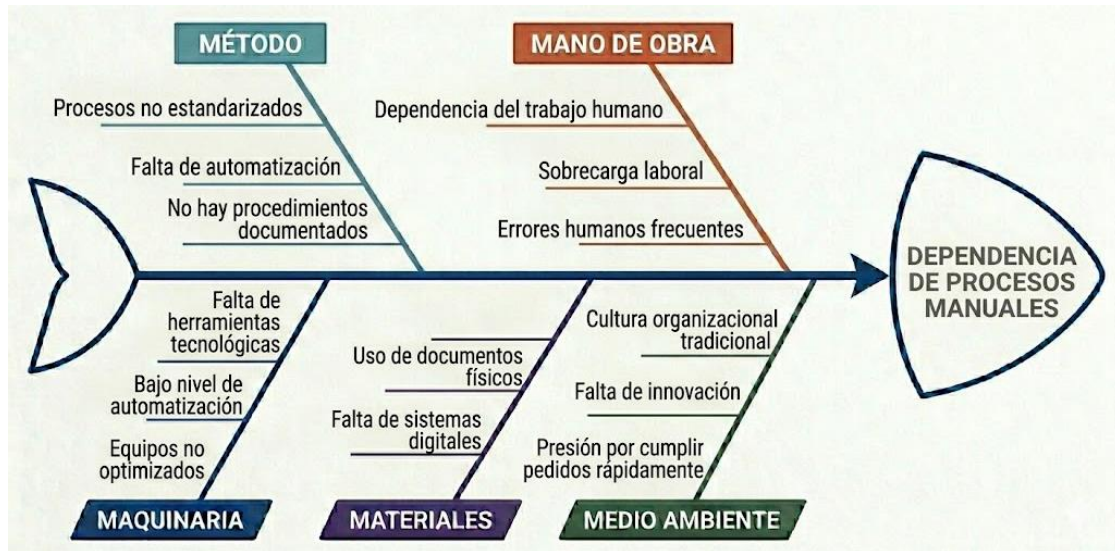 MÉTODO
MANO DE OBRA
Procesos no estandarizados
Dependencia del trabajo humano
Falta de automatización
Sobrecarga laboral
No hay procedimientos
documentados
Errores humanos frecuentes
DEPENDENCIA
DE PROCESOS
MANUALES
Falta de
herramientas
tecnológicas
Bajo nivel de
automatización
Equipos no
optimizados
Uso de documentos
físicos
Falta de sistemas
digitales
Cultura organizacional
tradicional
Falta de innovación
Presión por cumplir
pedidos rápidamente
MAQUINARIA
MATERIALES
MEDIO AMBIENTE